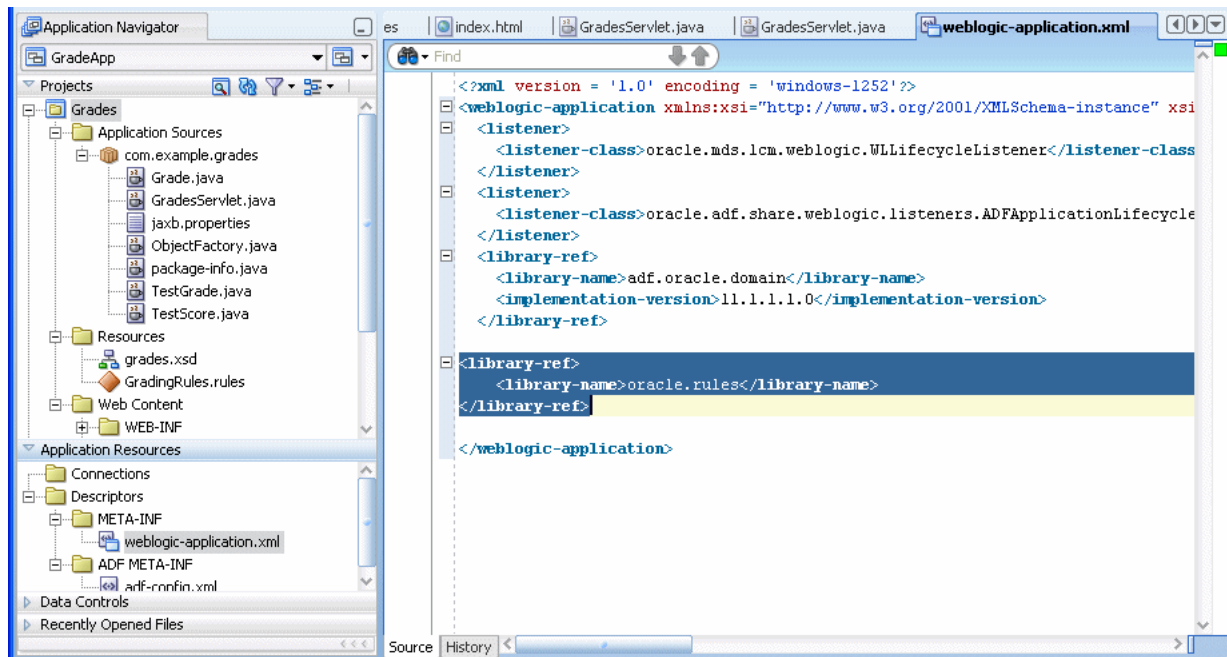 Application Navigator
GradeApp
Projects
Grades
Application Sources
com.example.grades
Grade.java
GradesServlet.java
jaxb.properties
ObjectFactory.java
package-info.java
TestGrade.java
TestScore.java
Resources
grades.xsd
GradingRules.rules
Web Content
WEB-INF
Application Resources
Connections
Descriptors
META-INF
weblogic-application.xml
ADF META-INF
adf-config.xml
Data Controls
Recently Opened Files
es
index.html
GradesServlet.java
GradesServlet.java
weblogic-application.xml
Find
<?xml version = '1.0' encoding = 'windows-1252'?>
<weblogic-application xmlns:xsi="http://www.w3.org/2001/XMLSchema-instance" xsi
<listener>
<listener-class>oracle.mds.lcm.weblogic.WLLifecycleListener</listener-class
</listener>
<listener>
<listener-class>oracle.adf.share.weblogic.listeners.ADFApplicationLifecycle
</listener>
<library-ref>
<library-name>adf.oracle.domain</library-name>
<implementation-version>11.1.1.1.0</implementation-version>
</library-ref>
<library-ref>
<library-name>oracle.rules</library-name>
</library-ref>
</weblogic-application>
Source
History